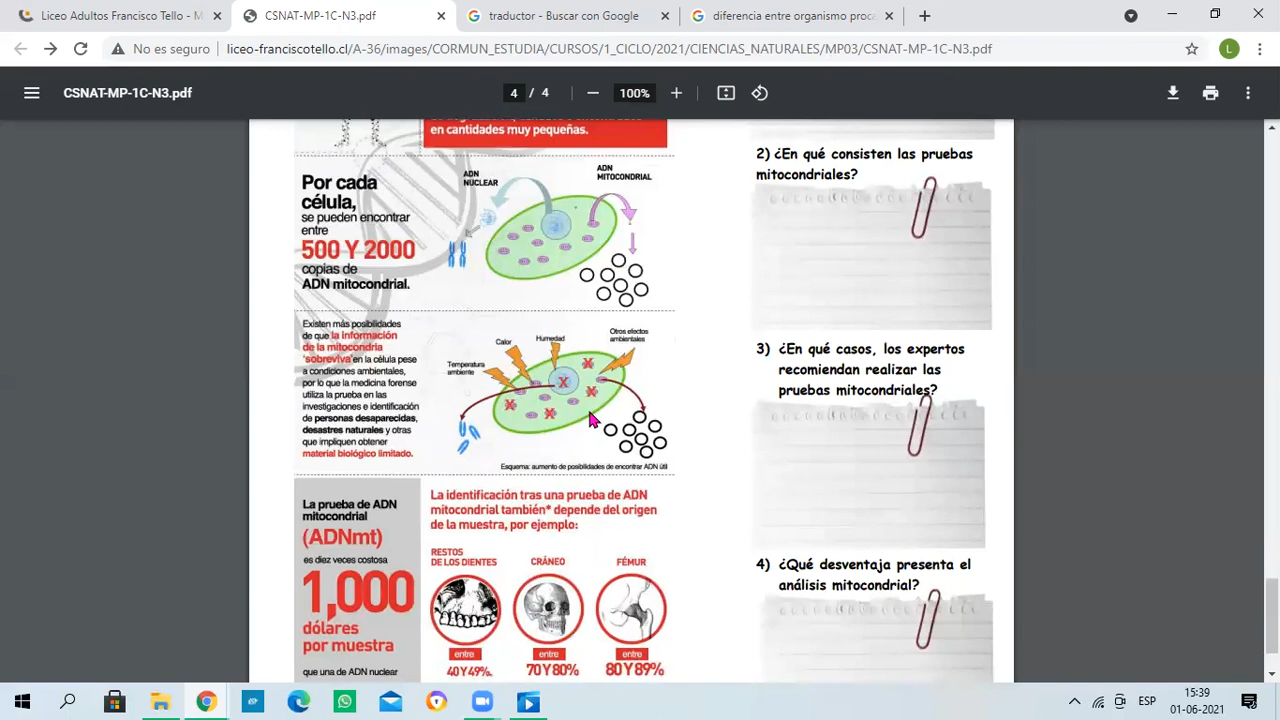 Liceo Adultos Francisco Tello - M
CSNAT-MP-1C-N3.pdf
traductor - Buscar con Google
diferencia entre organismo proc
No es seguro
liceo-franciscotello.cl/A-36/images/CORMUN_ESTUDIA/CURSOS/1_CICLO/2021/CIENCIAS_NATURALES/MP03/CSNAT-MP-1C-N3.pdf
L
CSNAT-MP-1C-N3.pdf
4 / 4
100%
en cantidades muy pequeñas.
Por cada
célula,
se pueden encontrar
entre
500 Y 2000
copias de
ADN mitocondrial.
ADN
NUCLEAR
ADN
MITOCONDRIAL
Existen más posibilidades
de que la información
de la mitocondria
'sobreviva' en la célula pese
a condiciones ambientales,
por lo que la medicina forense
utiliza la prueba en las
investigaciones e identificación
de personas desaparecidas,
desastres naturales y otras
que impliquen obtener
material biológico limitado.
Temperatura
ambiente
Calor
Humedad
Otros efectos
ambientales
Esquema: aumento de posibilidades de encontrar ADN útil
La prueba de ADN
mitocondrial
(ADNmt)
es diez veces costosa
1,000
dólares
por muestra
que una de ADN nuclear
La identificación tras una prueba de ADN
mitocondrial también* depende del origen
de la muestra, por ejemplo:
RESTOS
DE LOS DIENTES
CRÁNEO
FÉMUR
entre
40 Y 49%.
entre
70 Y 80%
entre
80 Y 89%
2) ¿En qué consisten las pruebas
mitocondriales?
3) ¿En qué casos, los expertos
recomiendan realizar las
pruebas mitocondriales?
4) ¿Qué desventaja presenta el
análisis mitocondrial?
ESP
15:39
01-06-2021